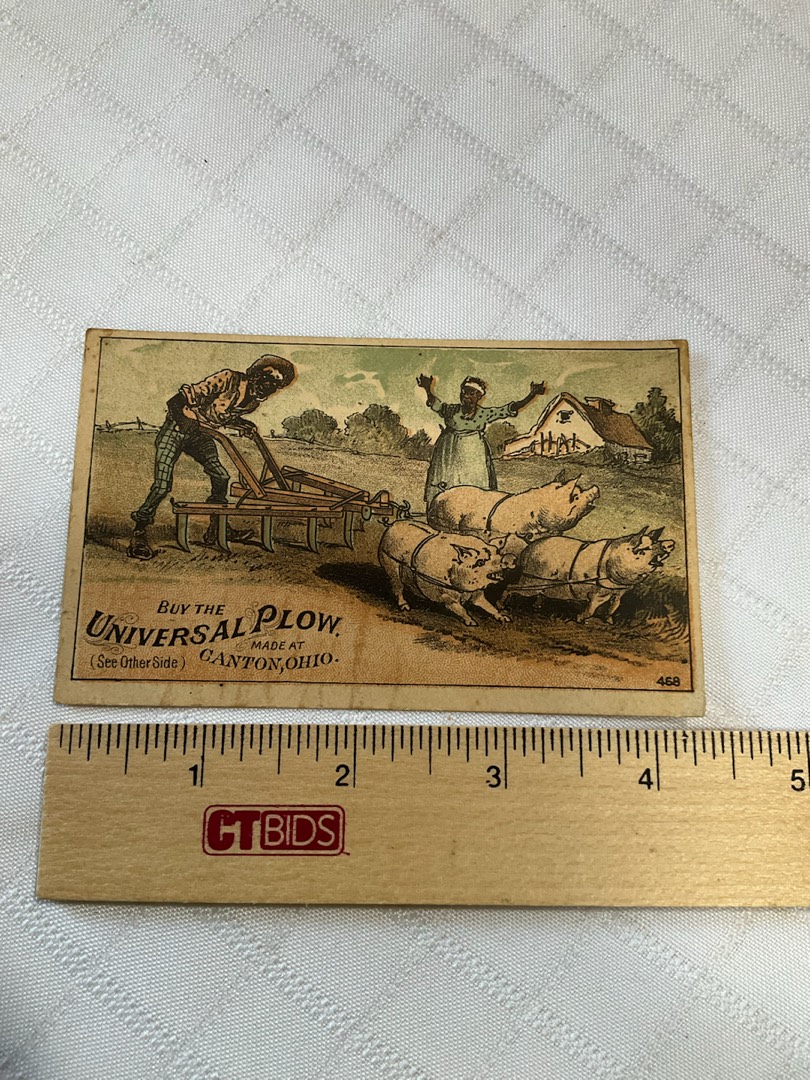 BUY THE
UNIVERSAL PLOW.
MADE AT
(See Other Side) CANTON, OHIO.
468
1 2 3 4 5
CTBIDS